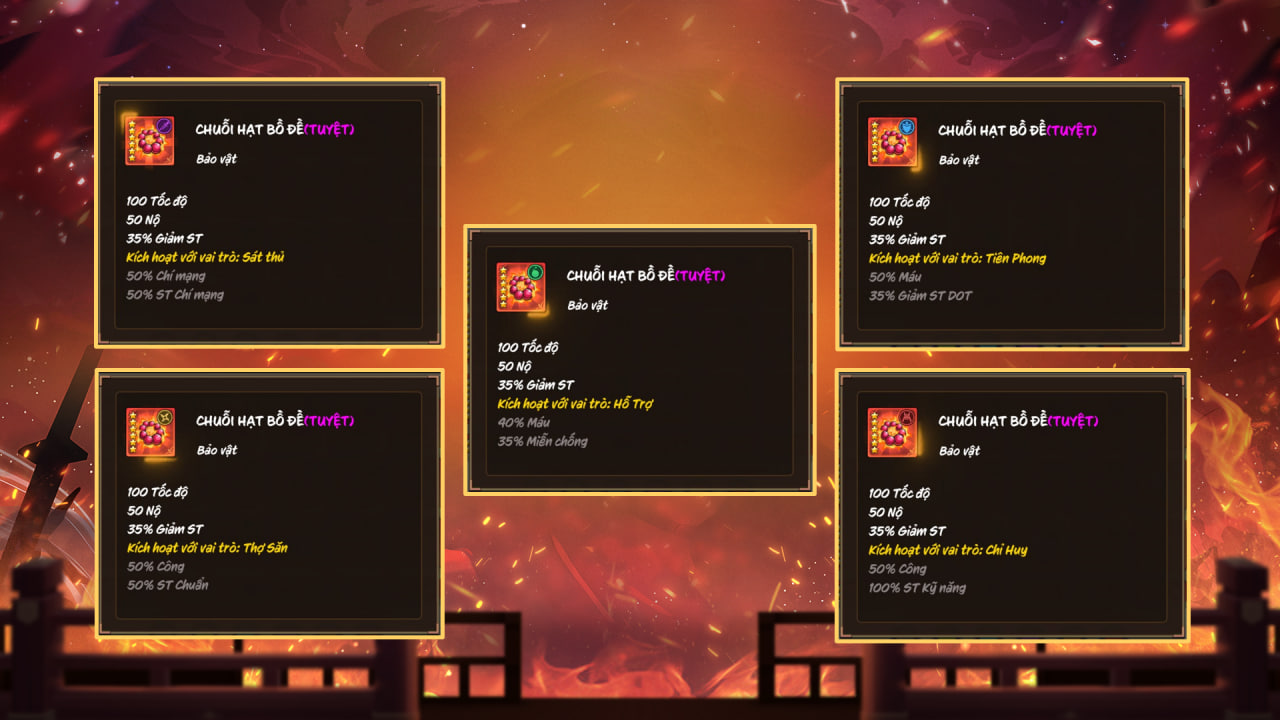 CHUỖI HẠT BỒ ĐỀ(TUYỆT)
Bảo vật
100 Tốc độ
50 Nộ
35% Giảm ST
Kích hoạt với vai trò: Sát thủ
50% Chí mạng
50% ST Chí mạng
CHUỖI HẠT BỒ ĐỀ(TUYỆT)
Bảo vật
100 Tốc độ
50 Nộ
35% Giảm ST
Kích hoạt với vai trò: Thợ Săn
50% Công
50% ST Chuẩn
CHUỖI HẠT BỒ ĐỀ(TUYỆT)
Bảo vật
100 Tốc độ
50 Nộ
35% Giảm ST
Kích hoạt với vai trò: Hỗ Trợ
40% Máu
35% Miễn chống
CHUỖI HẠT BỒ ĐỀ(TUYỆT)
Bảo vật
100 Tốc độ
50 Nộ
35% Giảm ST
Kích hoạt với vai trò: Tiên Phong
50% Máu
35% Giảm ST DOT
CHUỖI HẠT BỒ ĐỀ(TUYỆT)
Bảo vật
100 Tốc độ
50 Nộ
35% Giảm ST
Kích hoạt với vai trò: Chỉ Huy
50% Công
100% ST Kỹ năng